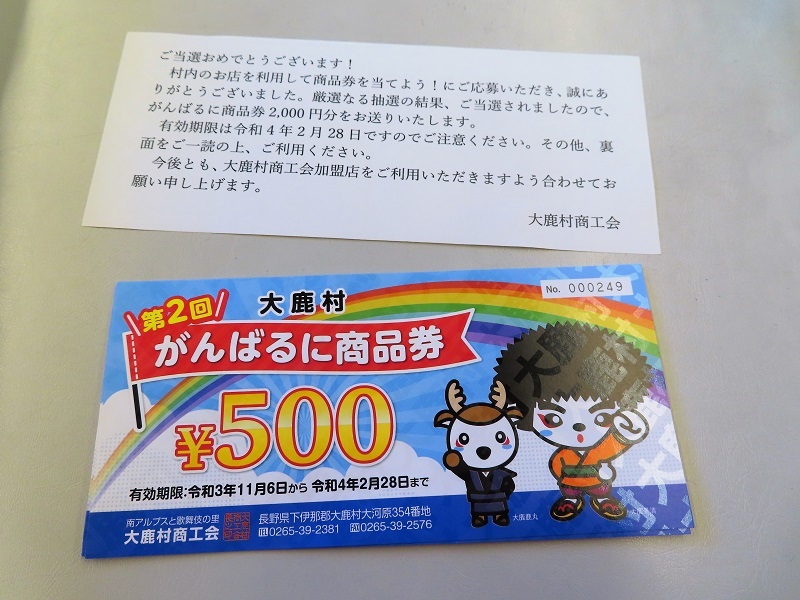 ご当選おめでとうございます！
村内のお店を利用して商品券を当てよう！にご応募いただき、誠にあ
りがとうございました。厳選なる抽選の結果、ご当選されましたので、
がんばるに商品券 2,000 円分をお送りいたします。
有効期限は令和 4 年 2 月 28 日ですのでご注意ください。その他、裏
面をご一読の上、ご利用ください。
今後とも、大鹿村商工会加盟店をご利用いただきますよう合わせてお
願い申し上げます。
大鹿村商工会
No. 000249
第2回
大鹿村
がんばるに商品券
¥500
有効期限:令和3年11月6日から 令和4年2月28日まで
南アルプスと歌舞伎の里
大鹿村商工会
長野県下伊那郡大鹿村大河原354番地
TEL 0265-39-2381 FAX 0265-39-2576